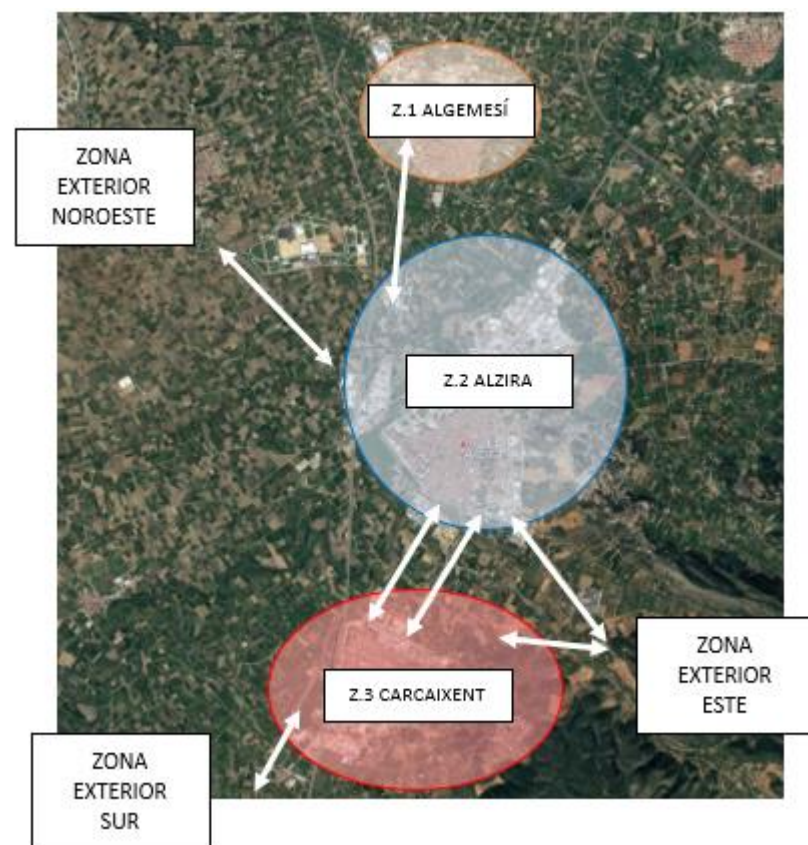 Z.1 ALGEMESÍ
ZONA
EXTERIOR
NOROESTE
Z.2 ALZIRA
ZONA
EXTERIOR
ESTE
Z.3 CARCAIXENT
ZONA
EXTERIOR
SUR